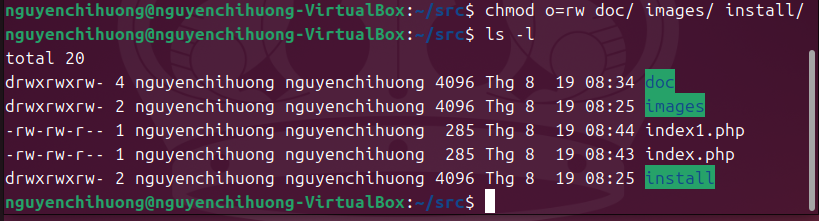 nguyenchihuong@nguyenchihuong-VirtualBox:~/src$ chmod o=rw doc/ images/ install/
nguyenchihuong@nguyenchihuong-VirtualBox:~/src$ ls -l
total 20
drwxrwxrw- 4 nguyenchihuong nguyenchihuong 4096 Thg 8  19 08:34 doc
drwxrwxrw- 2 nguyenchihuong nguyenchihuong 4096 Thg 8  19 08:25 images
-rw-rw-r-- 1 nguyenchihuong nguyenchihuong  285 Thg 8  19 08:44 index1.php
-rw-rw-r-- 1 nguyenchihuong nguyenchihuong  285 Thg 8  19 08:43 index.php
drwxrwxrw- 2 nguyenchihuong nguyenchihuong 4096 Thg 8  19 08:25 install
nguyenchihuong@nguyenchihuong-VirtualBox:~/src$